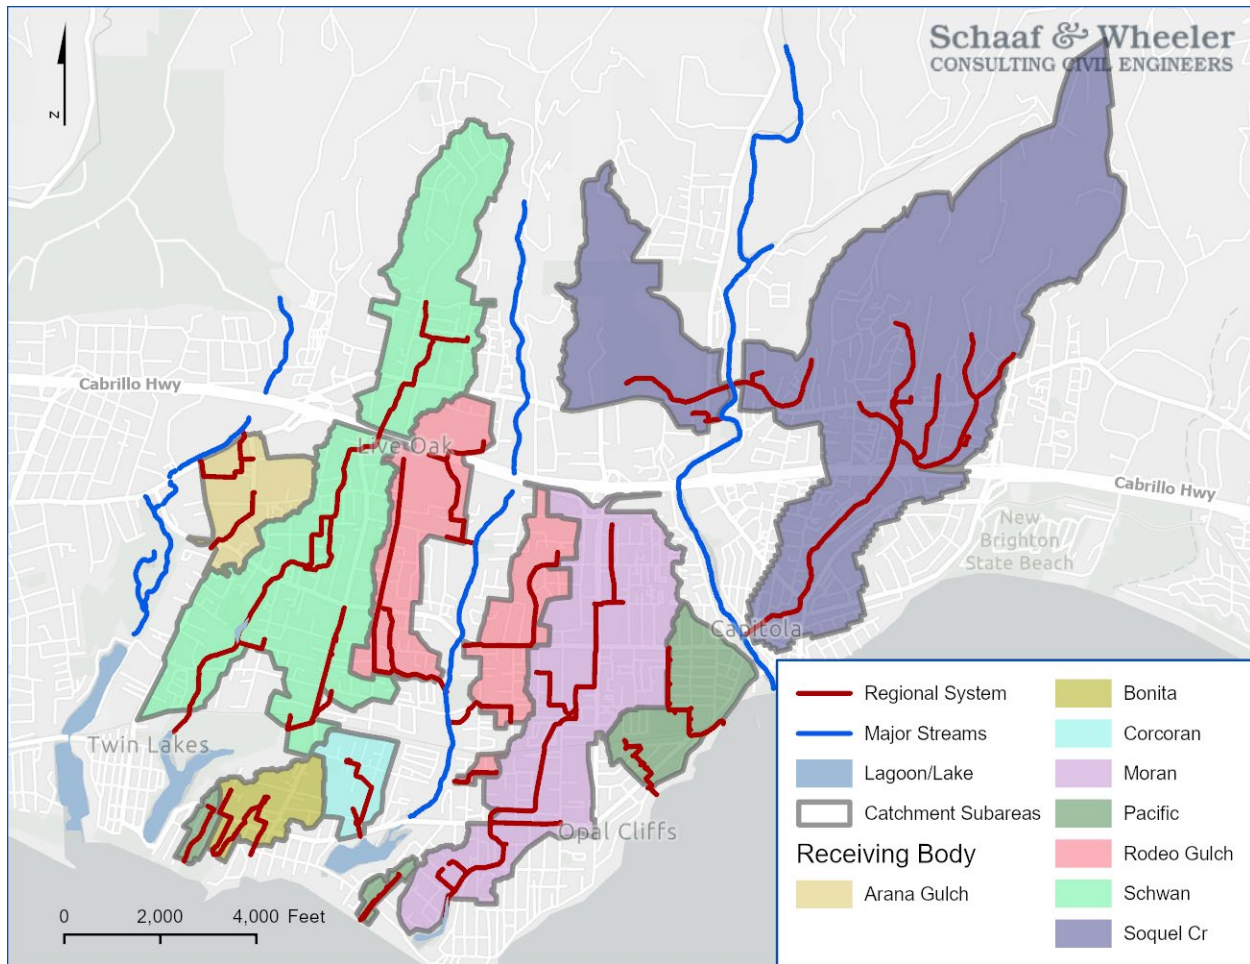 Schaaf & Wheeler
CONSULTING CIVIL ENGINEERS
N
Cabrillo Hwy
Live Oak
Cabrillo Hwy
New
Brighton
State Beach
Capitola
Twin Lakes
Opal Cliffs
Regional System
Major Streams
Lagoon/Lake
Catchment Subareas
Receiving Body
Arana Gulch
Bonita
Corcoran
Moran
Pacific
Rodeo Gulch
Schwan
Soquel Cr
0 2,000 4,000 Feet